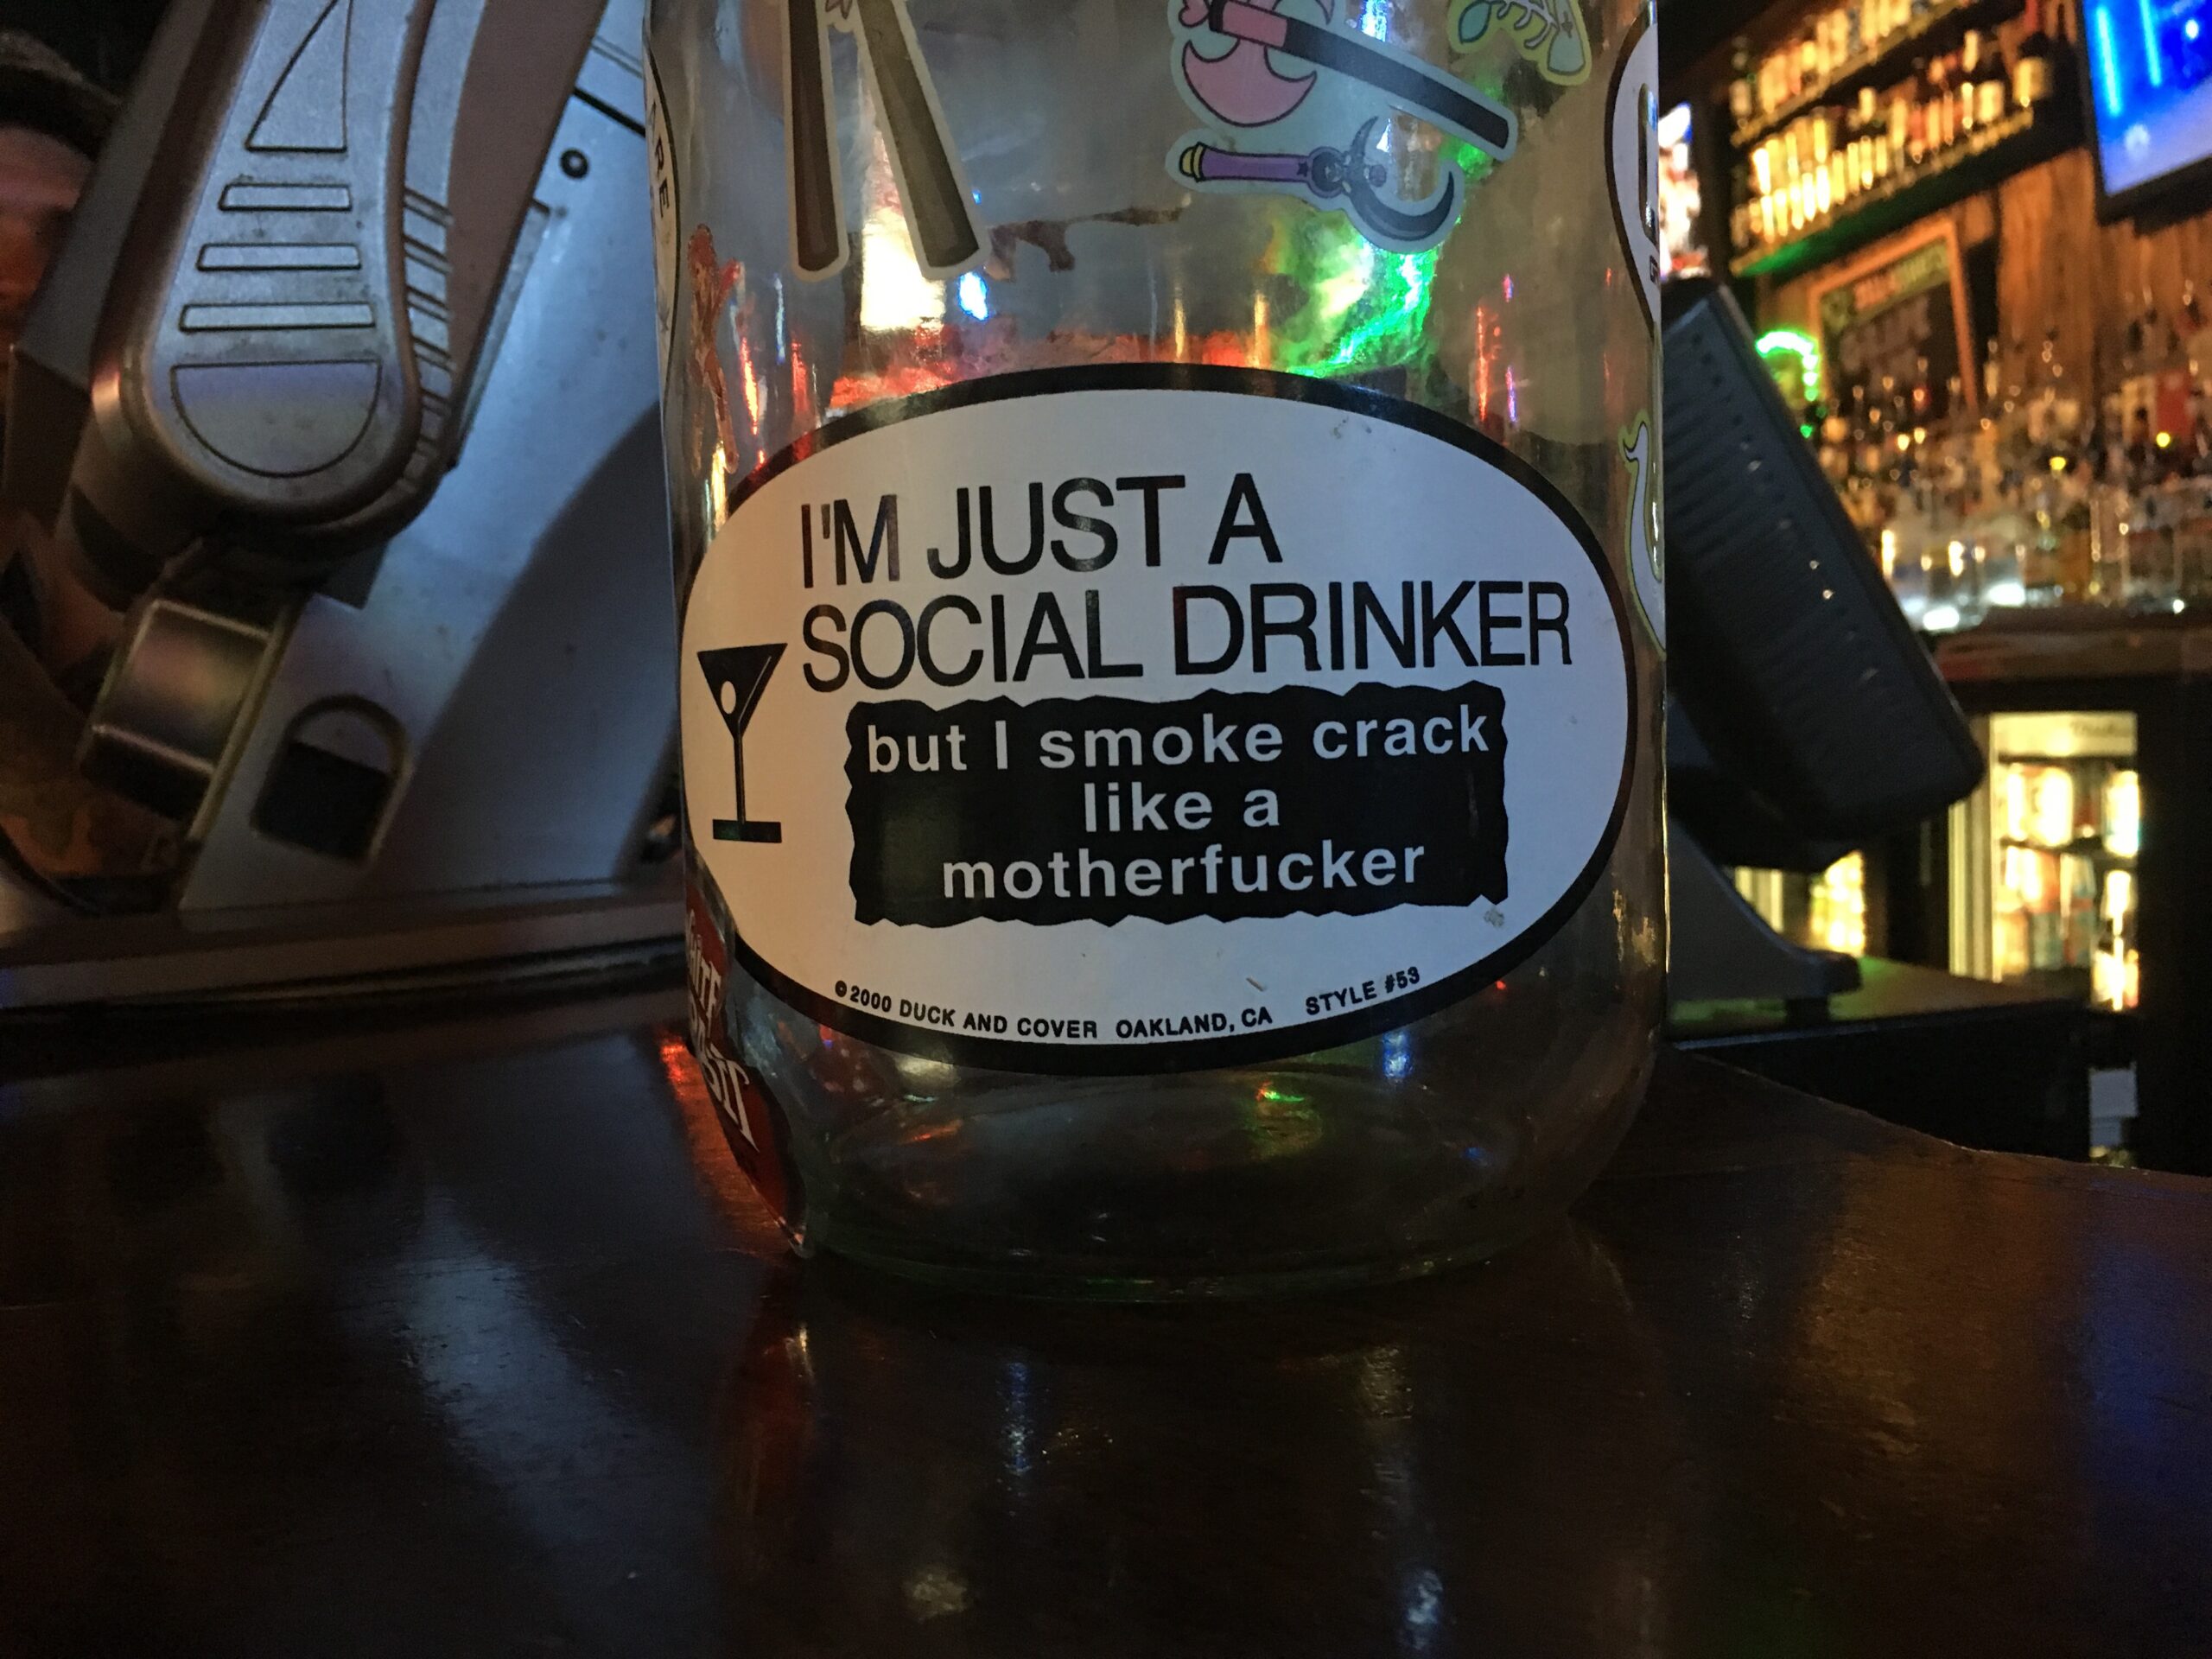 I'M JUST A
SOCIAL DRINKER
but I smoke crack
like a
motherfucker
©2000 DUCK AND COVER OAKLAND, CA STYLE #53